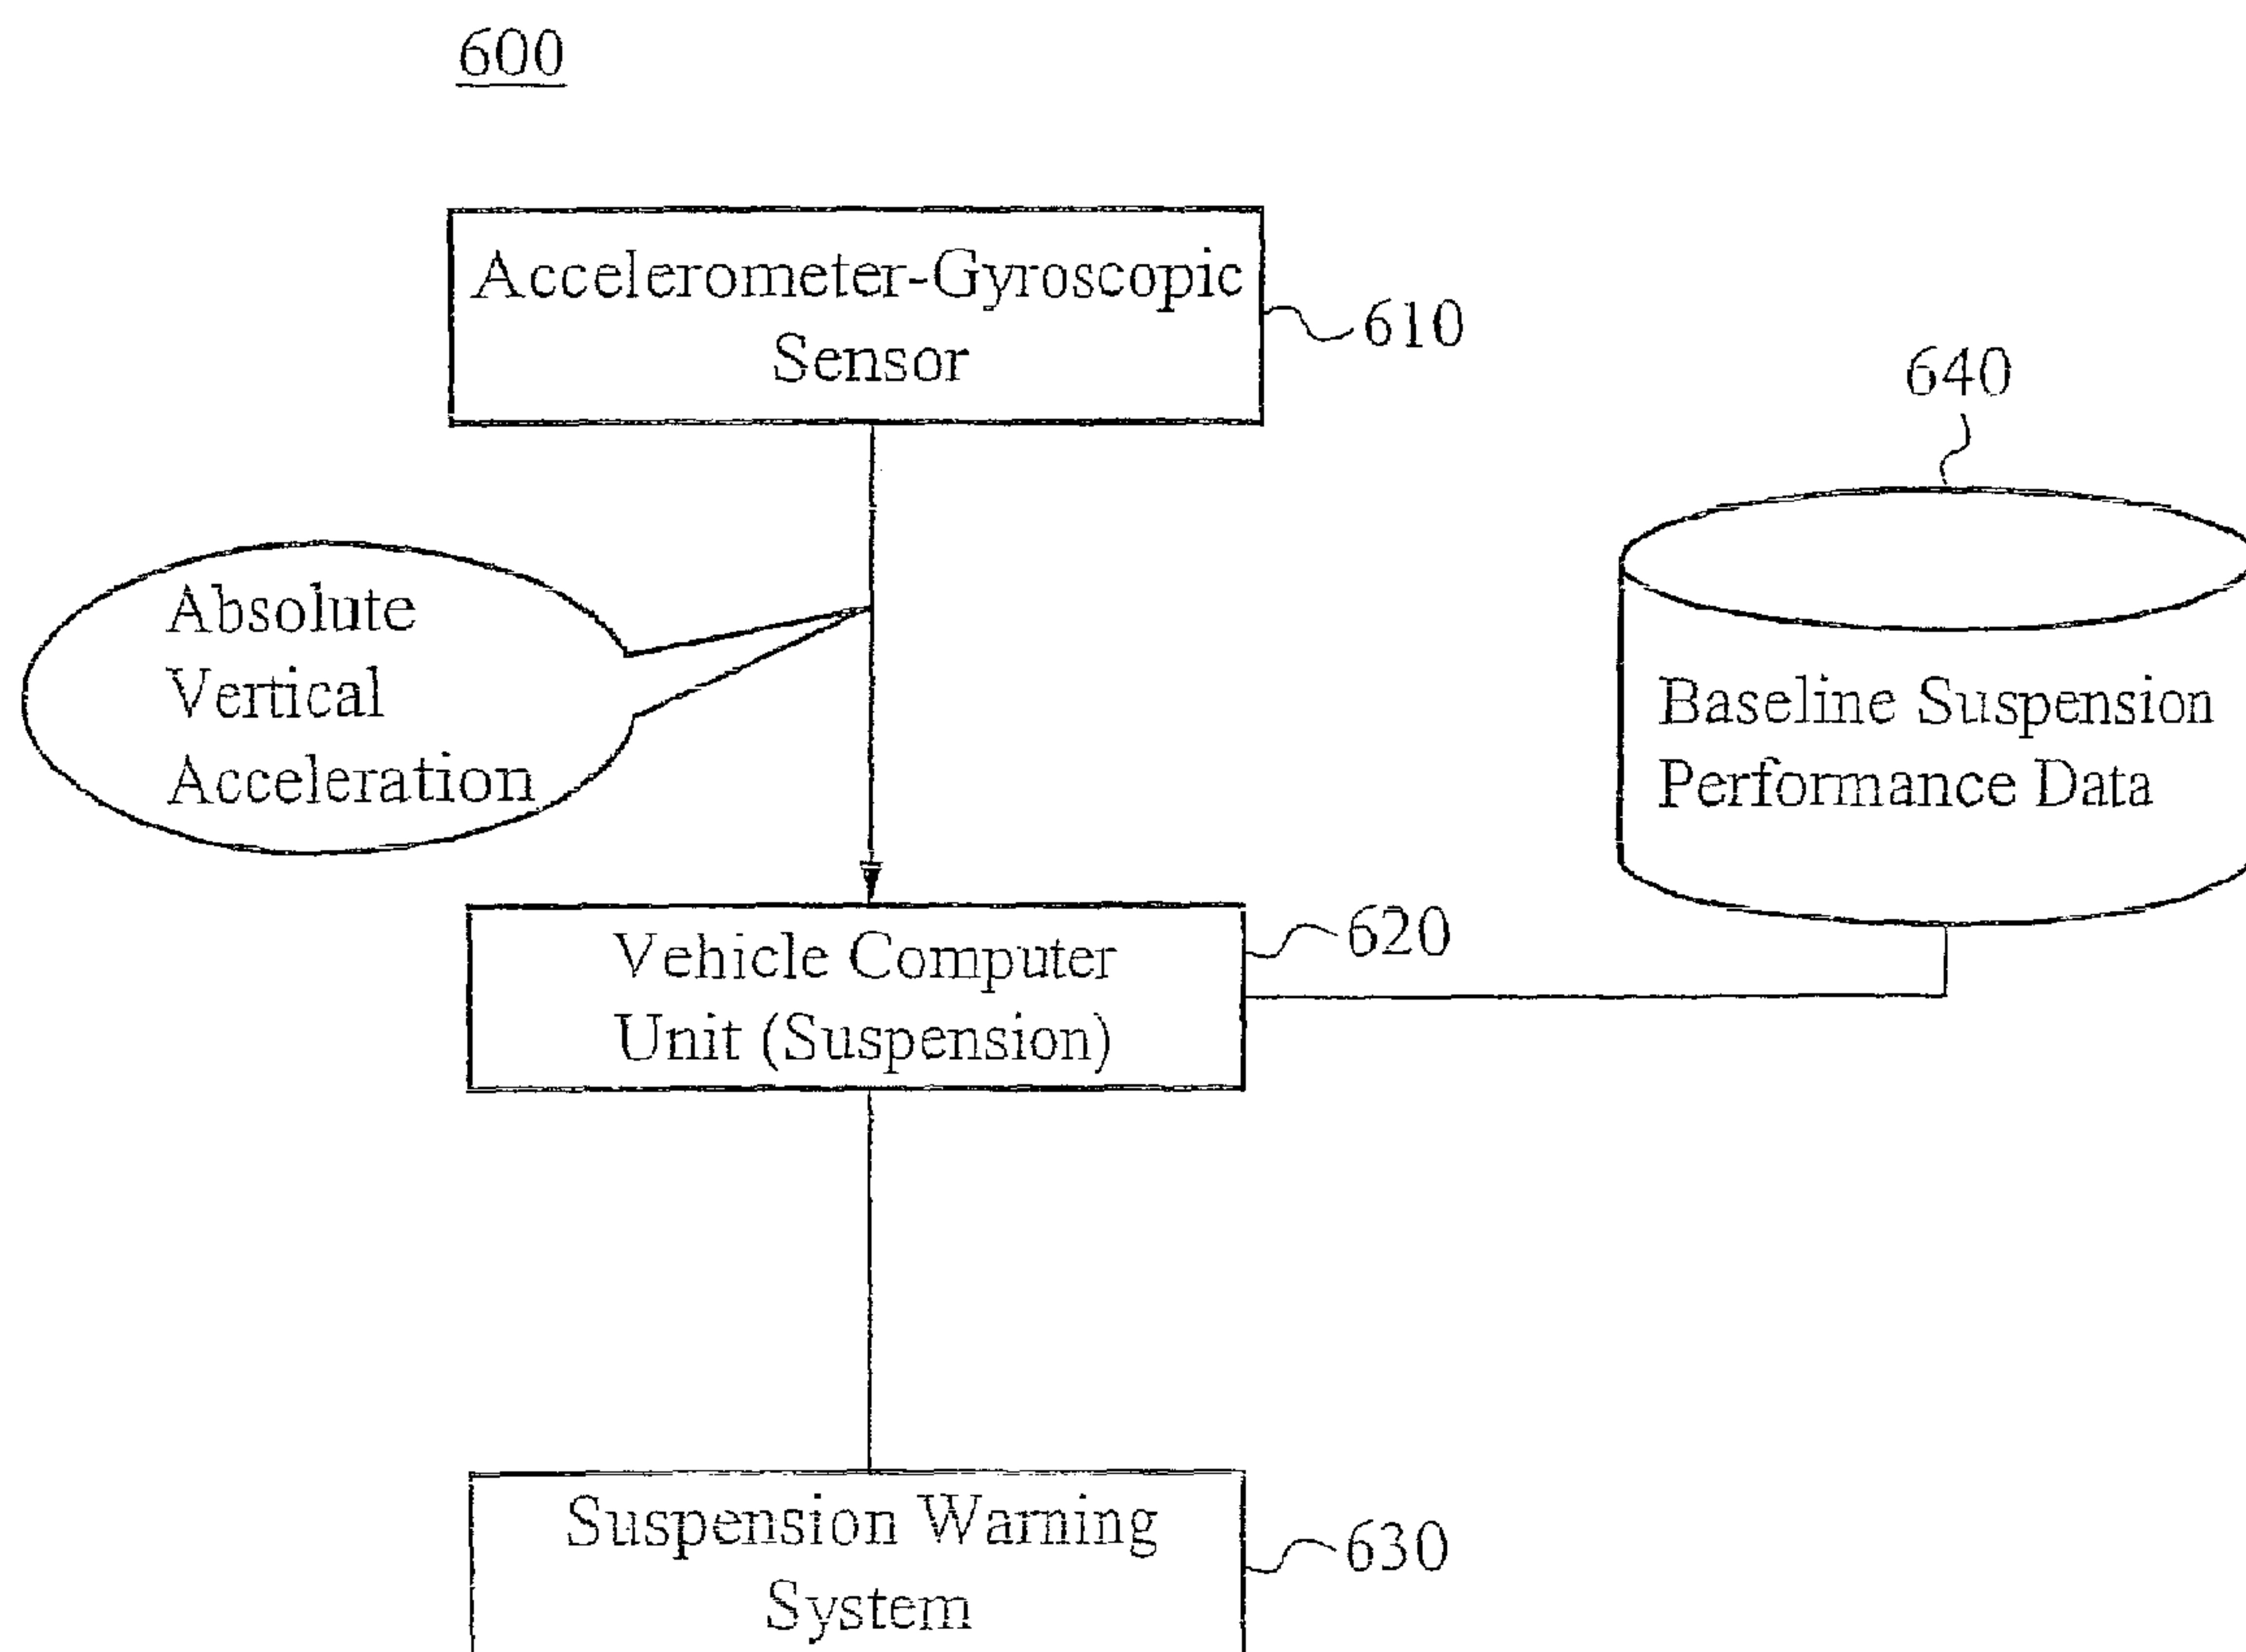 600
Accelerometer-Gyroscopic
Sensor
610
640
Absolute
Vertical
Acceleration
Baseline Suspension
Performance Data
Vehicle Computer
Unit (Suspension)
620
Suspension Warning
System
630